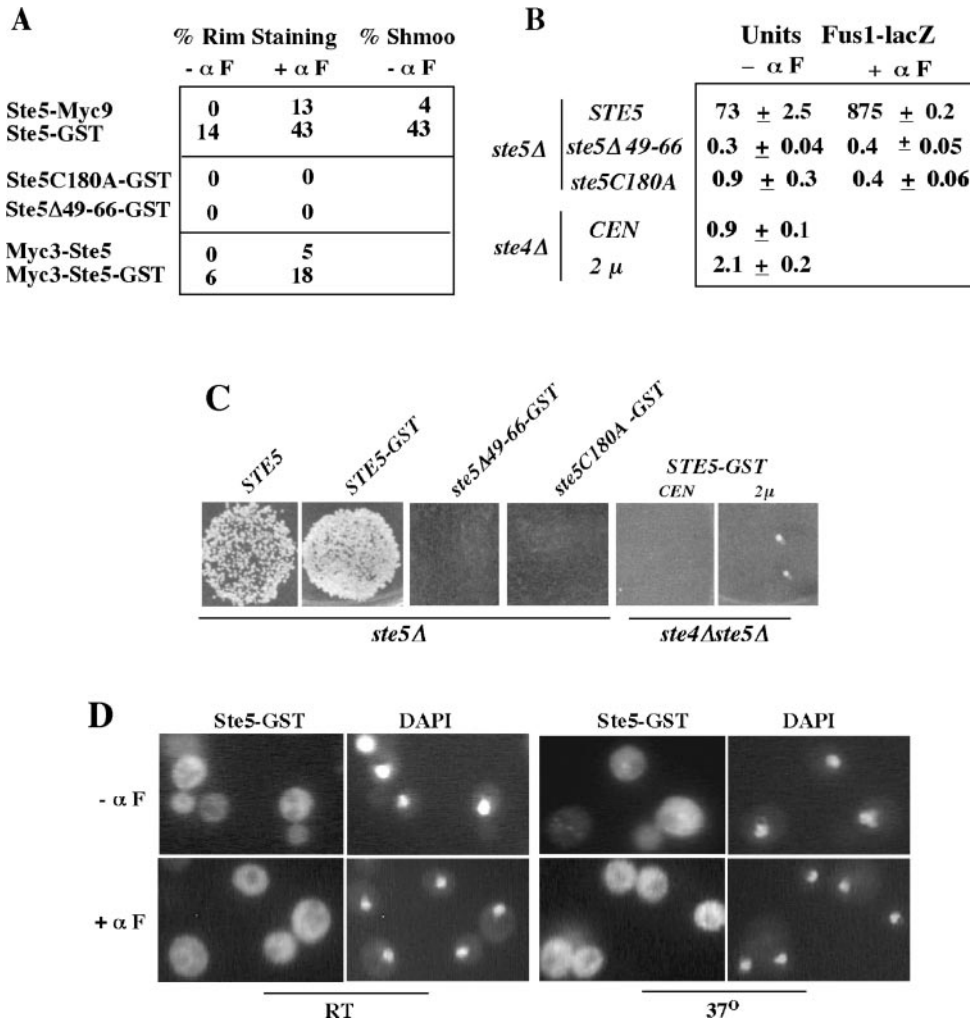 A
% Rim Staining % Shmoo
- α F + α F - α F
Ste5-Myc9 0 13 4
Ste5-GST 14 43 43
Ste5C180A-GST 0 0
Ste5Δ49-66-GST 0 0
Myc3-Ste5 0 5
Myc3-Ste5-GST 6 18
B
Units Fus1-lacZ
– α F + α F
ste5Δ
STE5 73 ± 2.5 875 ± 0.2
ste5Δ49-66 0.3 ± 0.04 0.4 ± 0.05
ste5C180A 0.9 ± 0.3 0.4 ± 0.06
ste4Δ
CEN 0.9 ± 0.1
2 μ 2.1 ± 0.2
C
STE5
STE5-GST
ste5Δ49-66-GST
ste5C180A -GST
STE5-GST
CEN 2μ
ste5Δ ste4Δste5Δ
D
Ste5-GST DAPI Ste5-GST DAPI
- α F
+ α F
RT 37⁰